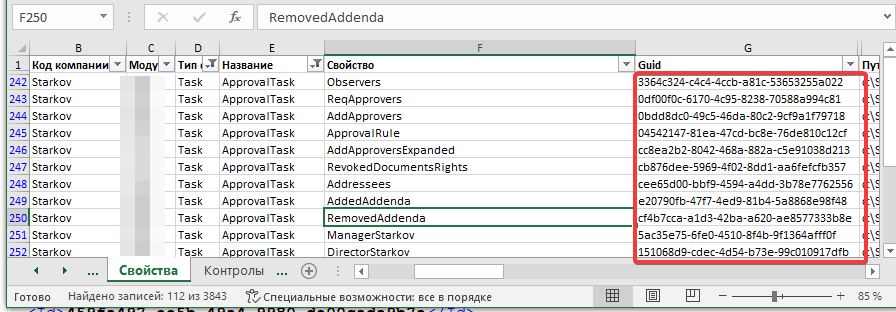 F250 RemovedAddenda
B C D E F G
1 Код компании Моду Тип Название Свойство Guid Пут
242 Starkov Task ApprovalTask Observers 3364c324-c4c4-4ccb-a81c-53653255a022 c:\S
243 Starkov Task ApprovalTask ReqApprovers 0df00f0c-6170-4c95-8238-70588a994c81 c:\S
244 Starkov Task ApprovalTask AddApprovers 0bdd8dc0-49c5-46da-80c2-9cf9a1f79718 c:\S
245 Starkov Task ApprovalTask ApprovalRule 04542147-81ea-47cd-bc8e-76de810c12cf c:\S
246 Starkov Task ApprovalTask AddApproversExpanded cc8ea2b2-8042-468a-882a-c5e91038d213 c:\S
247 Starkov Task ApprovalTask RevokedDocumentsRights cb876dee-5969-4f02-8dd1-aa6fefcfb357 c:\S
248 Starkov Task ApprovalTask Addressees cee65d00-bbf9-4594-a4dd-3b78e7762556 c:\S
249 Starkov Task ApprovalTask AddedAddenda e20790fb-47f7-4ed9-81b4-5a8868e98f48 c:\S
250 Starkov Task ApprovalTask RemovedAddenda cf4b7cca-a1d3-42ba-a620-ae8577333b8e c:\S
251 Starkov Task ApprovalTask ManagerStarkov 5ac35e75-6fe0-4510-8f4b-9f1364afff0f c:\S
252 Starkov Task ApprovalTask DirectorStarkov 151068d9-cdec-4d54-b73e-99c010917dfb c:\S
... Свойства Контролы ...
Готово Найдено записей: 112 из 3843 Специальные возможности: все в порядке 85 %